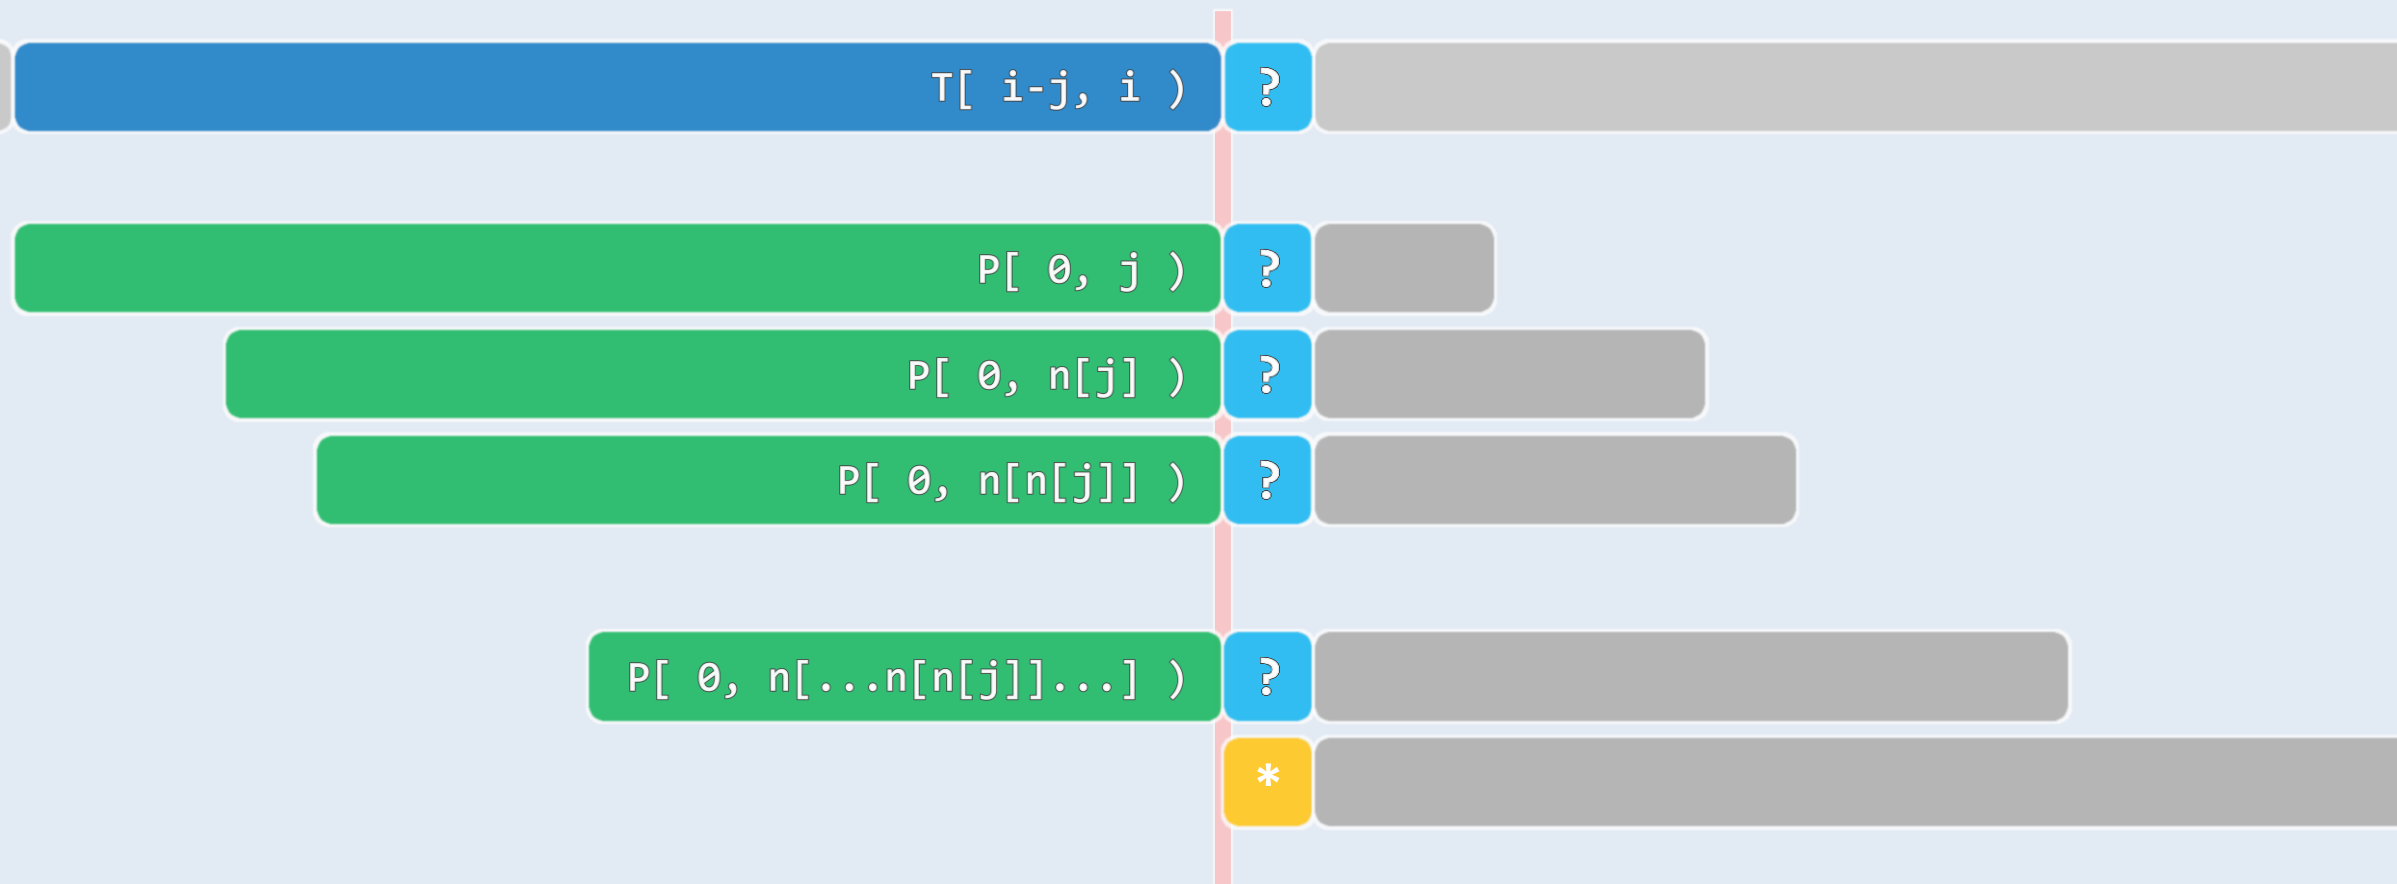 T[ i-j, i ) ?
P[ 0, j ) ?
P[ 0, n[j] ) ?
P[ 0, n[n[j]] ) ?
P[ 0, n[...n[n[j]]...] ) ?
*